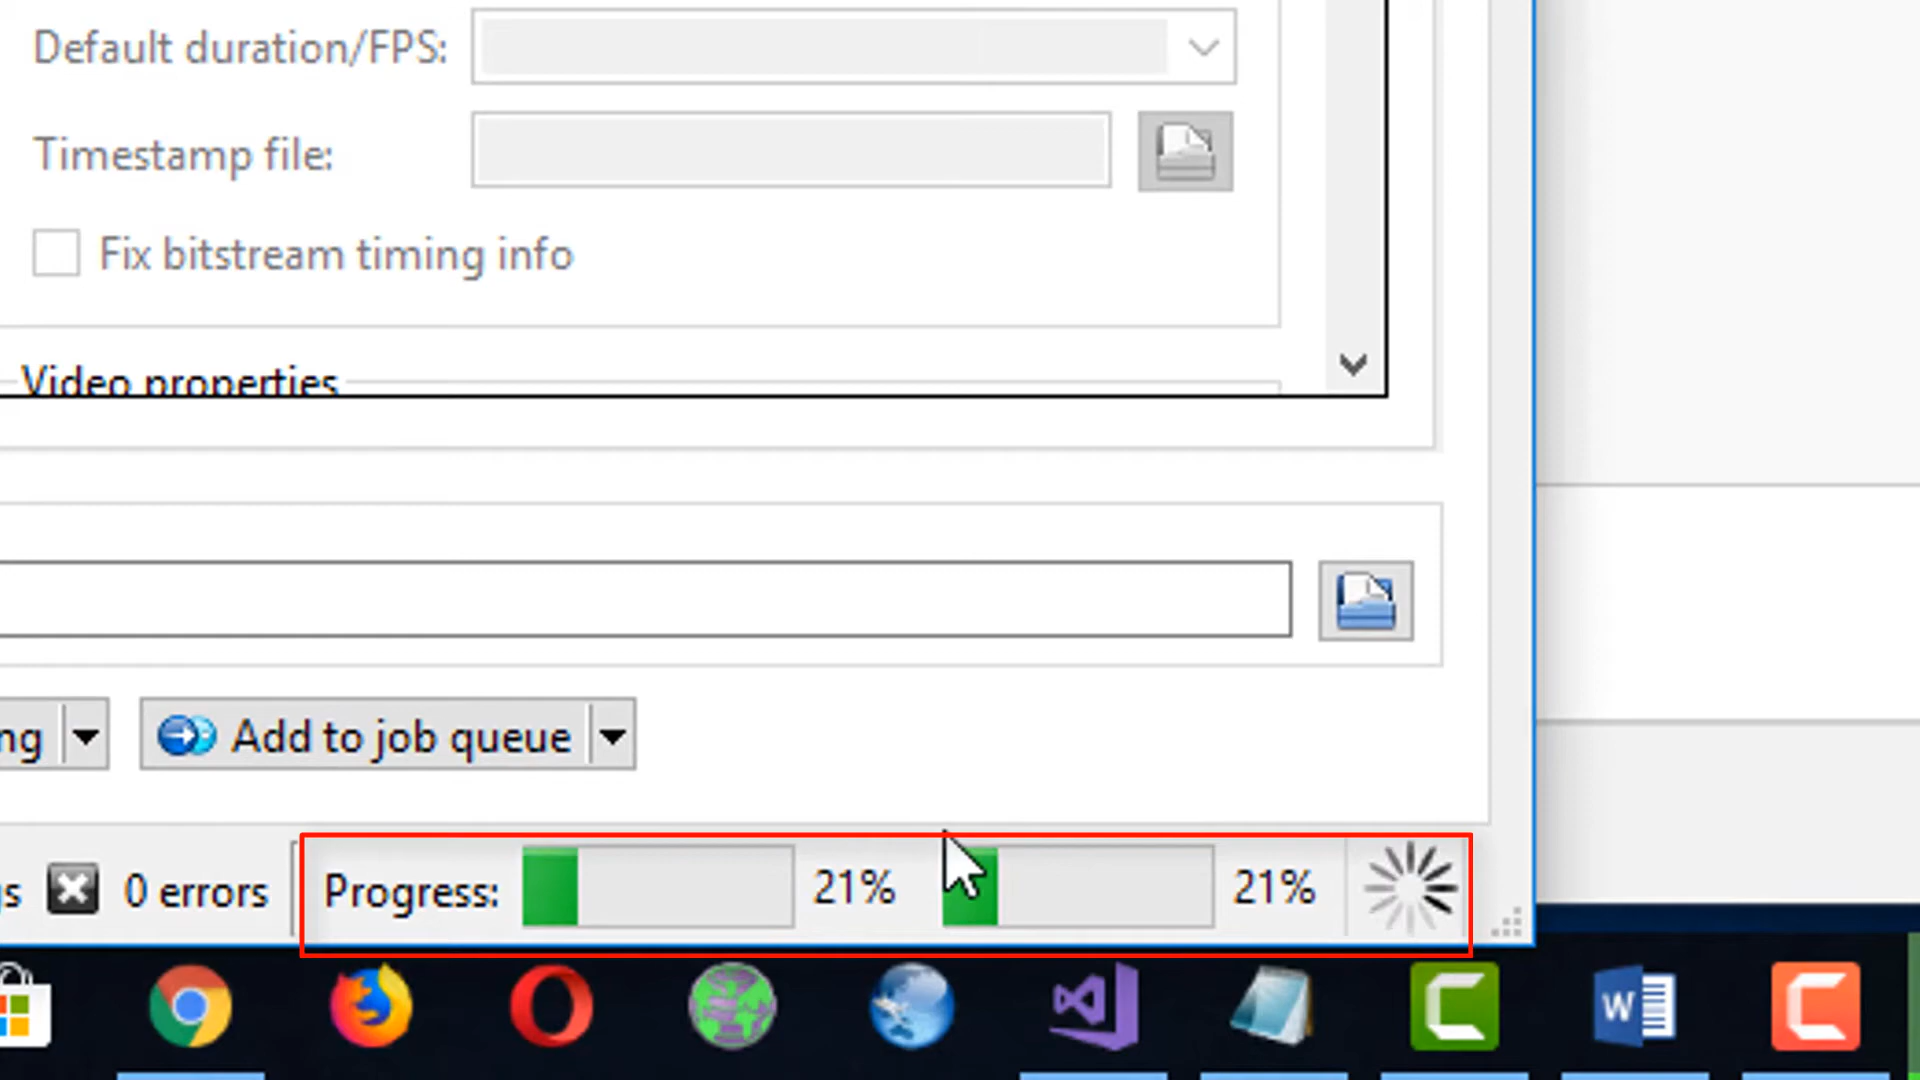 Default duration/FPS:
Timestamp file:
Fix bitstream timing info
Video properties
ng
Add to job queue
s
0 errors
Progress:
21%
21%
W